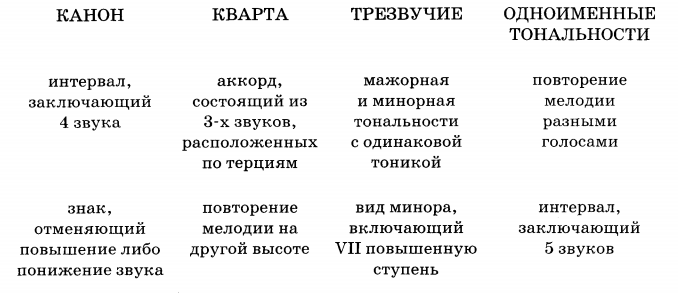 КАНОН
КВАРТА
ТРЕЗВУЧИЕ
ОДНОИМЕННЫЕ
ТОНАЛЬНОСТИ
интервал,
заключающий
4 звука
аккорд,
состоящий из
3-х звуков,
расположенных
по терциям
мажорная
и минорная
тональности
с одинаковой
тоникой
повторение
мелодии
разными
голосами
знак,
отменяющий
повышение либо
понижение звука
повторение
мелодии на
другой высоте
вид минора,
включающий
VII повышенную
ступень
интервал,
заключающий
5 звуков